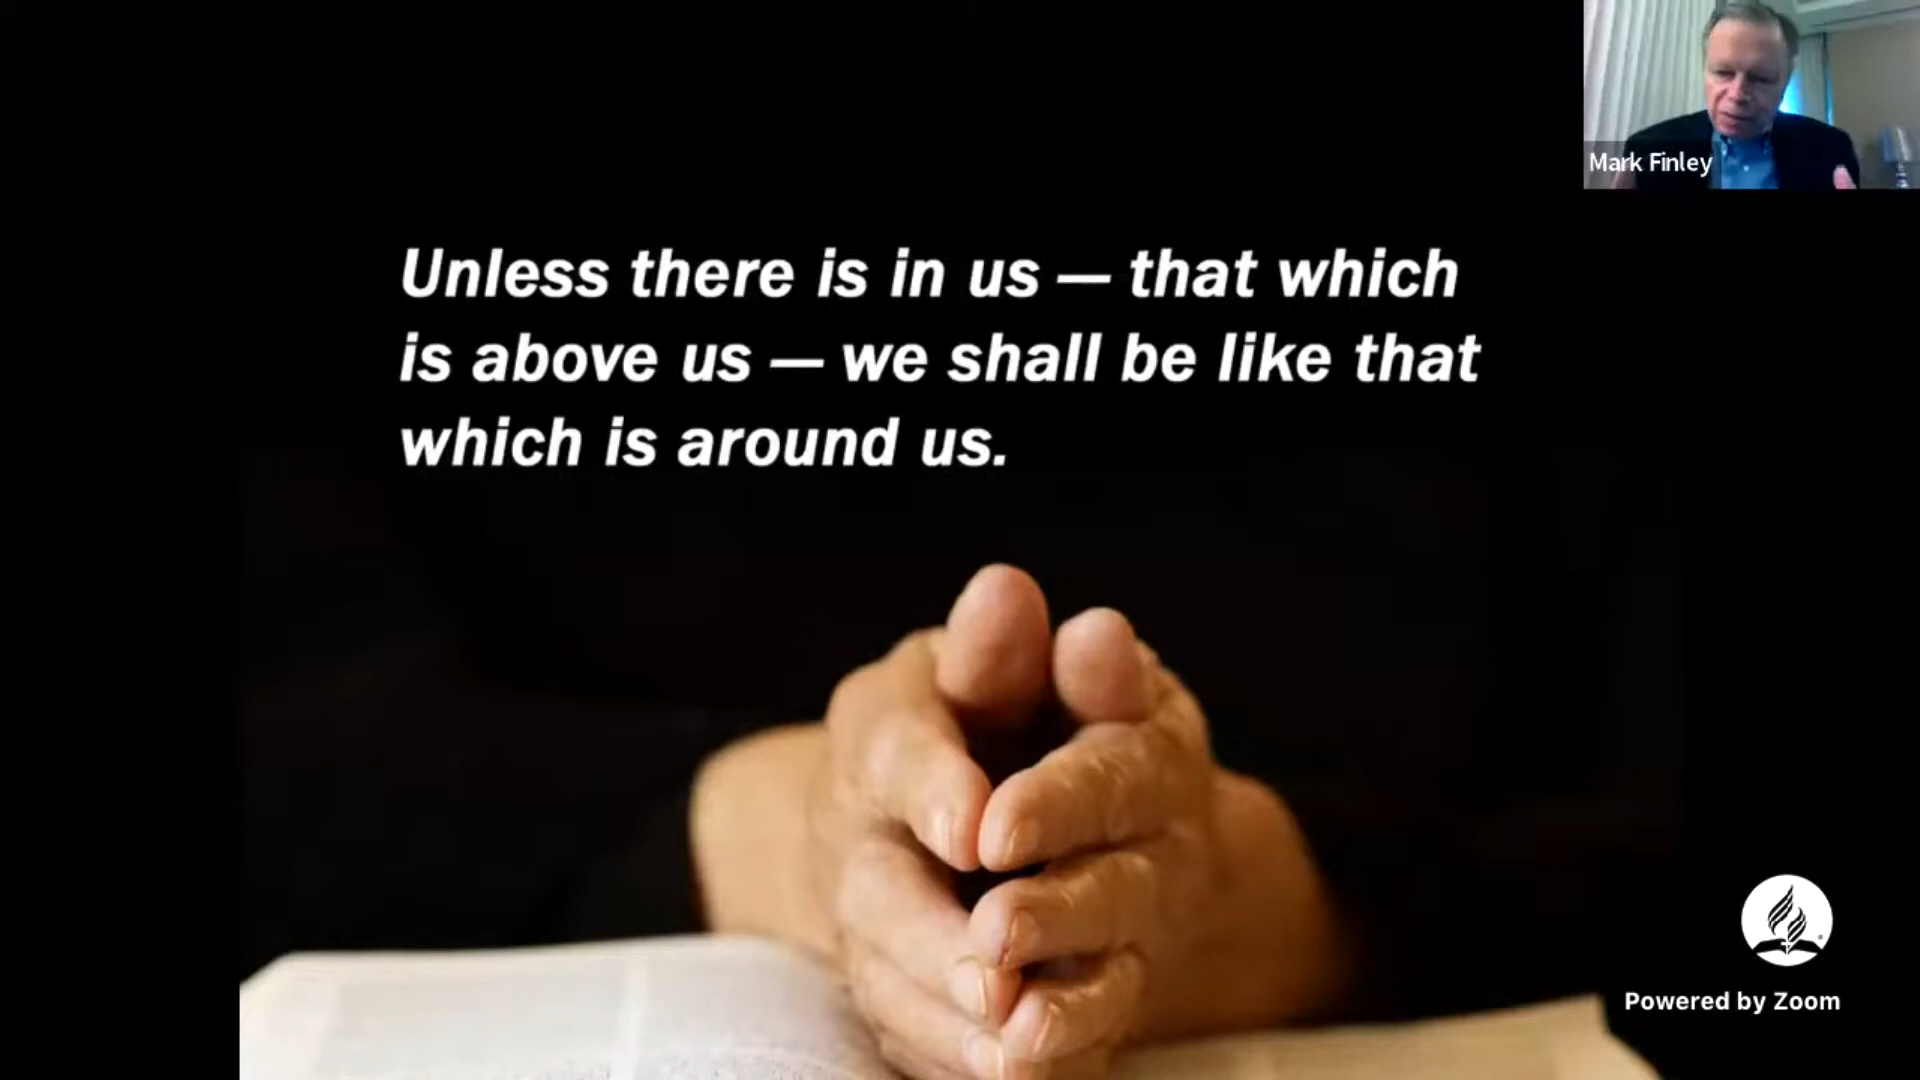 Mark Finley
Unless there is in us — that which
is above us — we shall be like that
which is around us.
Powered by Zoom